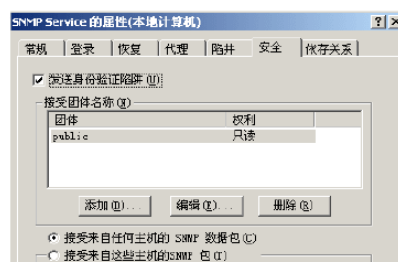 SNMP Service 的属性(本地计算机)
常规 登录 恢复 代理 陷井 安全 依存关系
发送身份验证陷阱(U)
接受团体名称(N)
团体 权利
public 只读
添加(D)... 编辑(E)... 删除(R)
接受来自任何主机的 SNMP 数据包(C)
接受来自这些主机的SNMP 包(T)